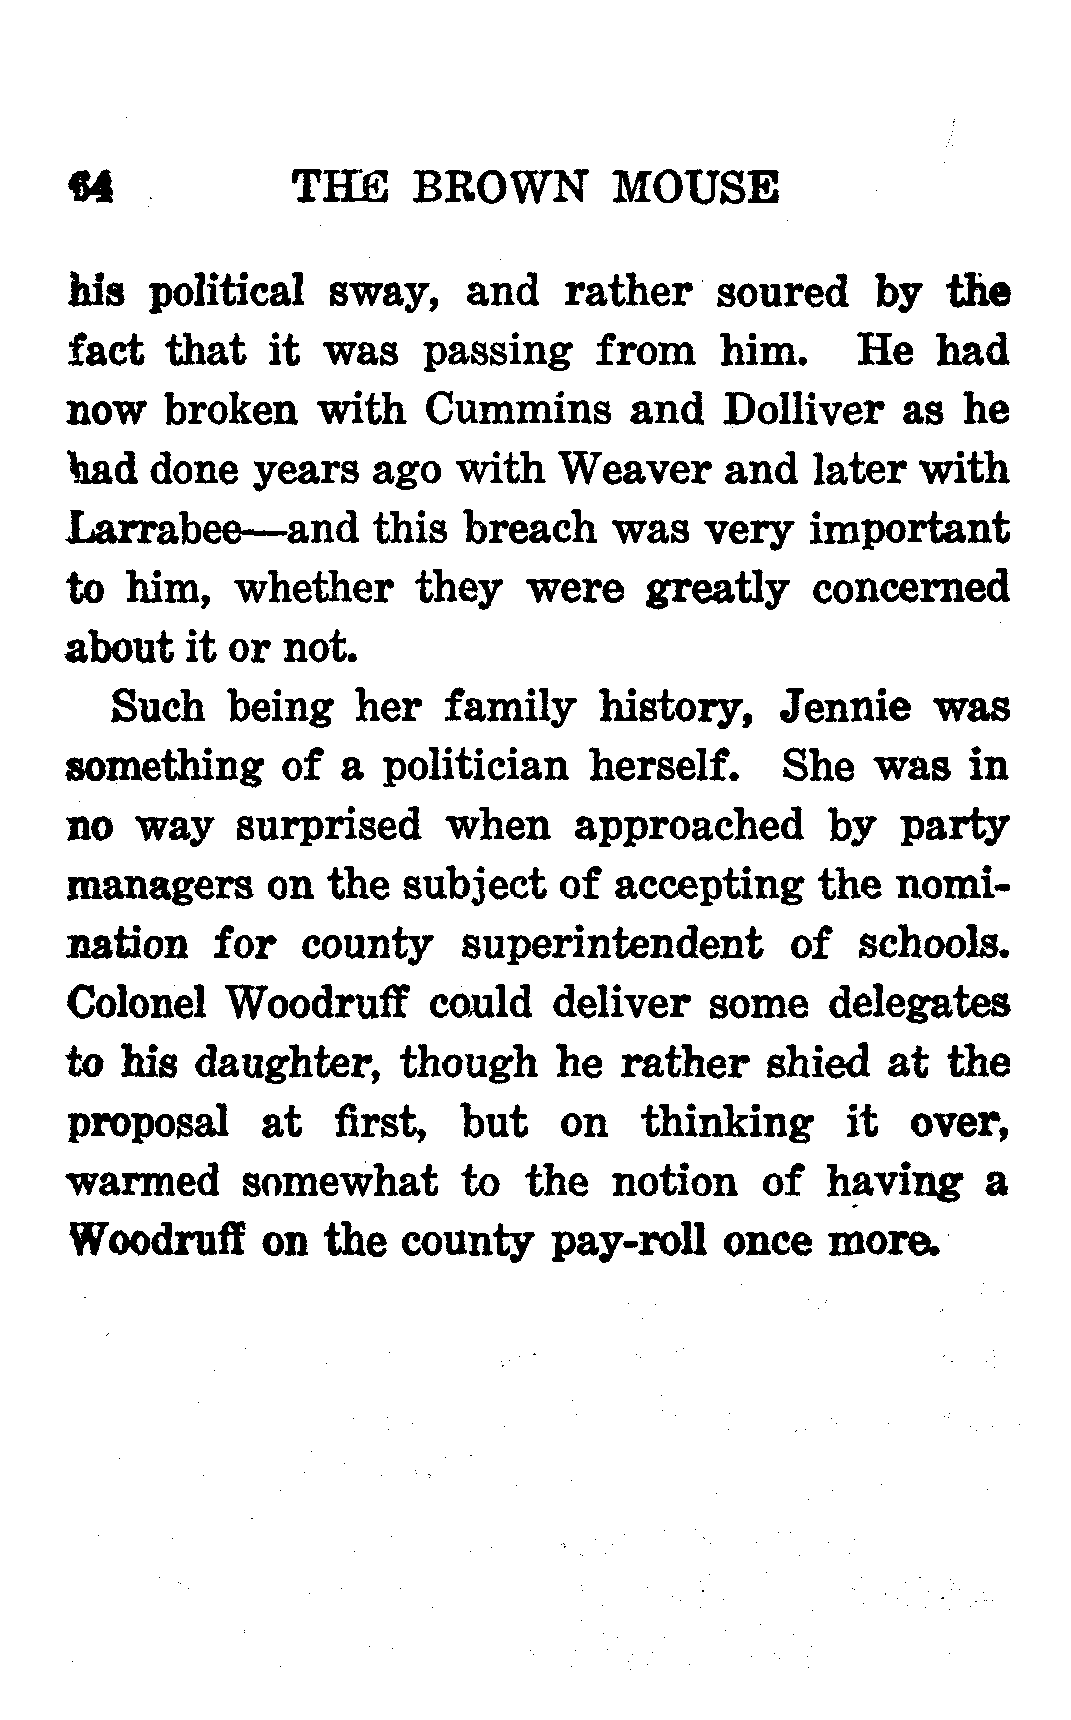 64 THE BROWN MOUSE
his political sway, and rather soured by the
fact that it was passing from him. He had
now broken with Cummins and Dolliver as he
had done years ago with Weaver and later with
Larrabee—and this breach was very important
to him, whether they were greatly concerned
about it or not.
Such being her family history, Jennie was
something of a politician herself. She was in
no way surprised when approached by party
managers on the subject of accepting the nomi-
nation for county superintendent of schools.
Colonel Woodruff could deliver some delegates
to his daughter, though he rather shied at the
proposal at first, but on thinking it over,
warmed somewhat to the notion of having a
Woodruff on the county pay-roll once more.